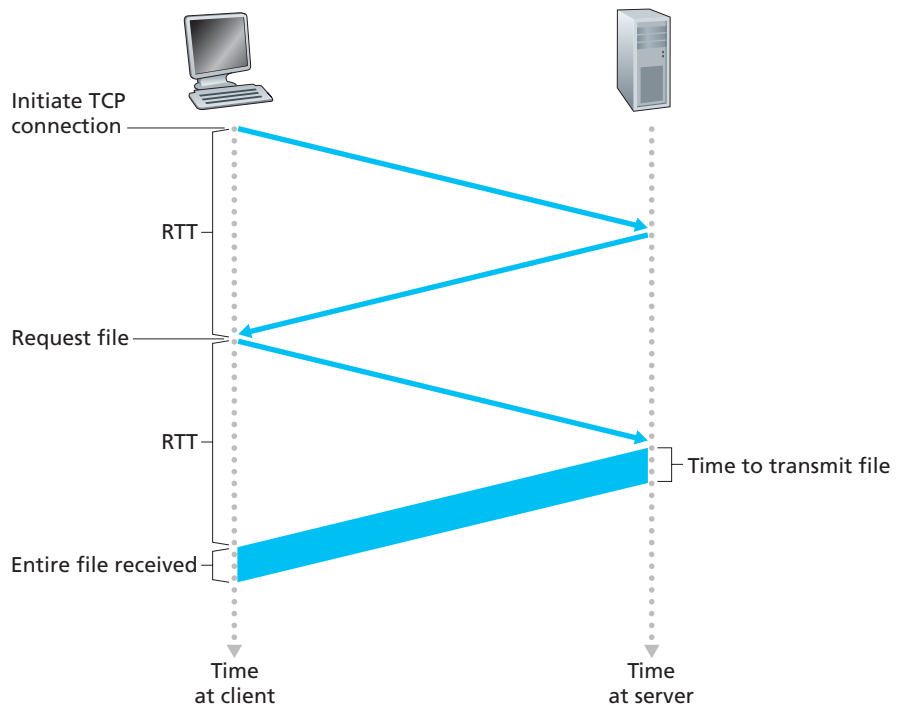 Initiate TCP
connection
RTT
Request file
RTT
Time to transmit file
Entire file received
Time
at client
Time
at server